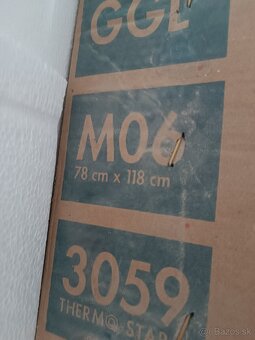 GGL
M06
78 cm x 118 cm
3059
THERMO STAR
Bazos.sk